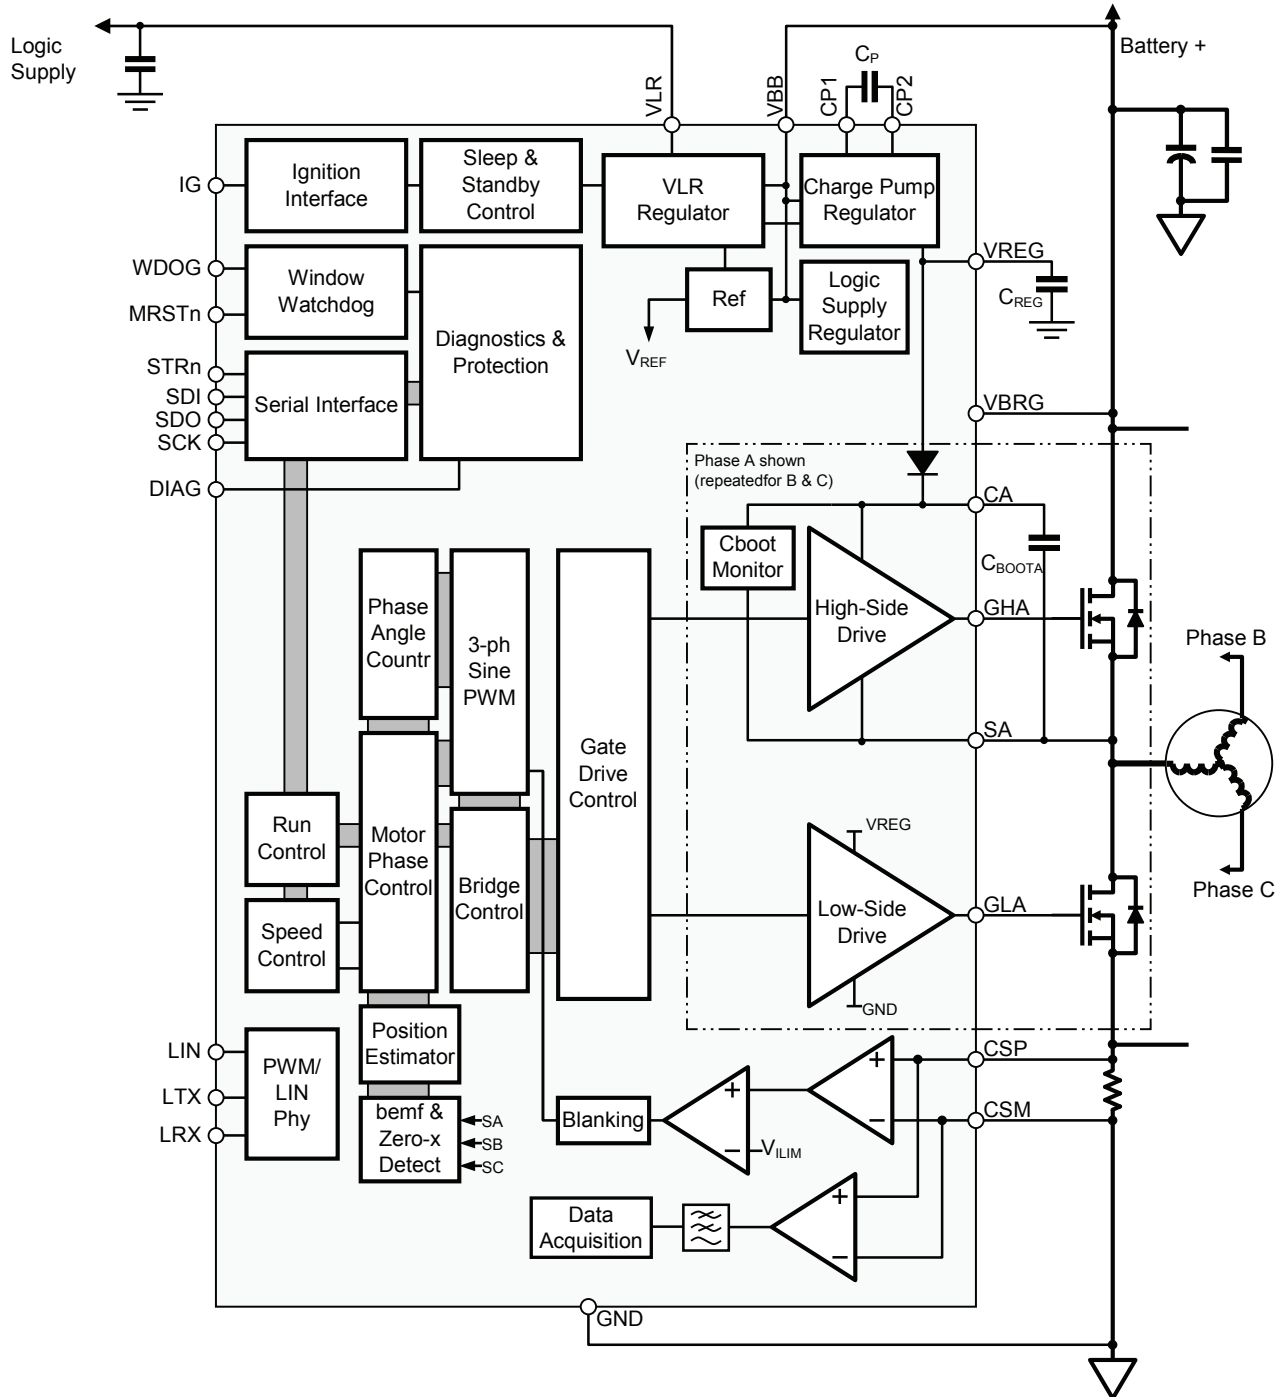 Logic
Supply
Battery +
VLR
VBB
CP1
CP
CP2
IG
Ignition
Interface
Sleep &
Standby
Control
VLR
Regulator
Charge Pump
Regulator
WDOG
MRSTn
Window
Watchdog
Diagnostics &
Protection
Ref
VREF
Logic
Supply
Regulator
VREG
CREG
STRn
SDI
SDO
SCK
Serial Interface
DIAG
VBRG
Phase A shown
(repeatedfor B & C)
CA
Cboot
Monitor
CBOOTA
High-Side
Drive
GHA
SA
Phase
Angle
Countr
3-ph
Sine
PWM
Gate
Drive
Control
Phase B
Phase C
Run
Control
Motor
Phase
Control
Bridge
Control
Speed
Control
VREG
Low-Side
Drive
GLA
GND
Position
Estimator
LIN
LTX
LRX
PWM/
LIN
Phy
bemf &
Zero-x
Detect
SA
SB
SC
Blanking
+
−
VILIM
+
−
CSP
CSM
Data
Acquisition
+
−
GND